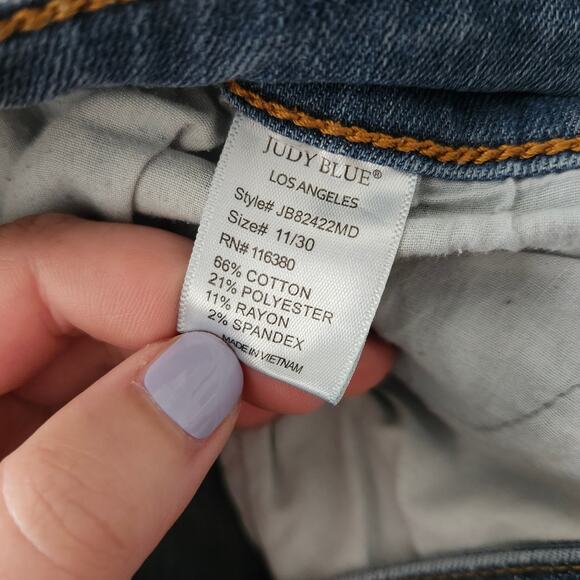 JUDY BLUE®
LOS ANGELES
Style# JB82422MD
Size# 11/30
RN# 116380
66% COTTON
21% POLYESTER
11% RAYON
2% SPANDEX
MADE IN VIETNAM